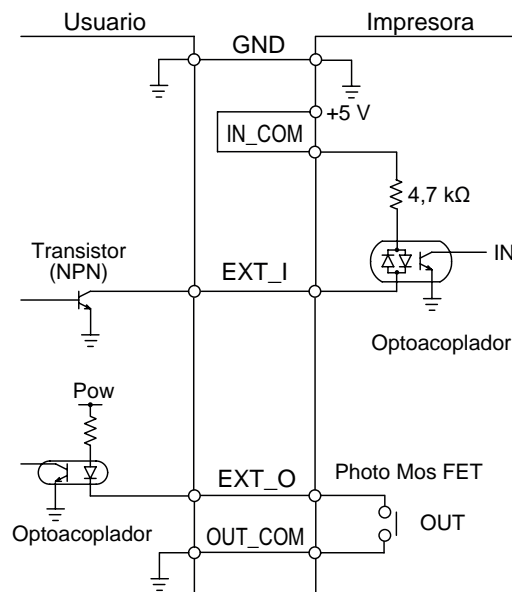 Usuario
Impresora
GND
+5 V
IN_COM
4,7 kΩ
Transistor
(NPN)
EXT_I
IN
Optoacoplador
Pow
EXT_O
Photo Mos FET
Optoacoplador
OUT_COM
OUT